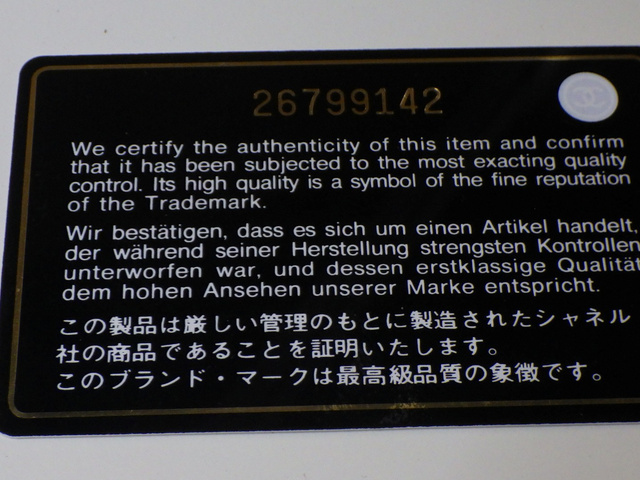 26799142
We certify the authenticity of this item and confirm
that it has been subjected to the most exacting quality
control. Its high quality is a symbol of the fine reputation
of the Trademark.
Wir bestätigen, dass es sich um einen Artikel handelt,
der während seiner Herstellung strengsten Kontrollen
unterworfen war, und dessen erstklassige Qualität
dem hohen Ansehen unserer Marke entspricht.
この製品は厳しい管理のもとに製造されたシャネル
社の商品であることを証明いたします。
このブランド・マークは最高級品質の象徴です。